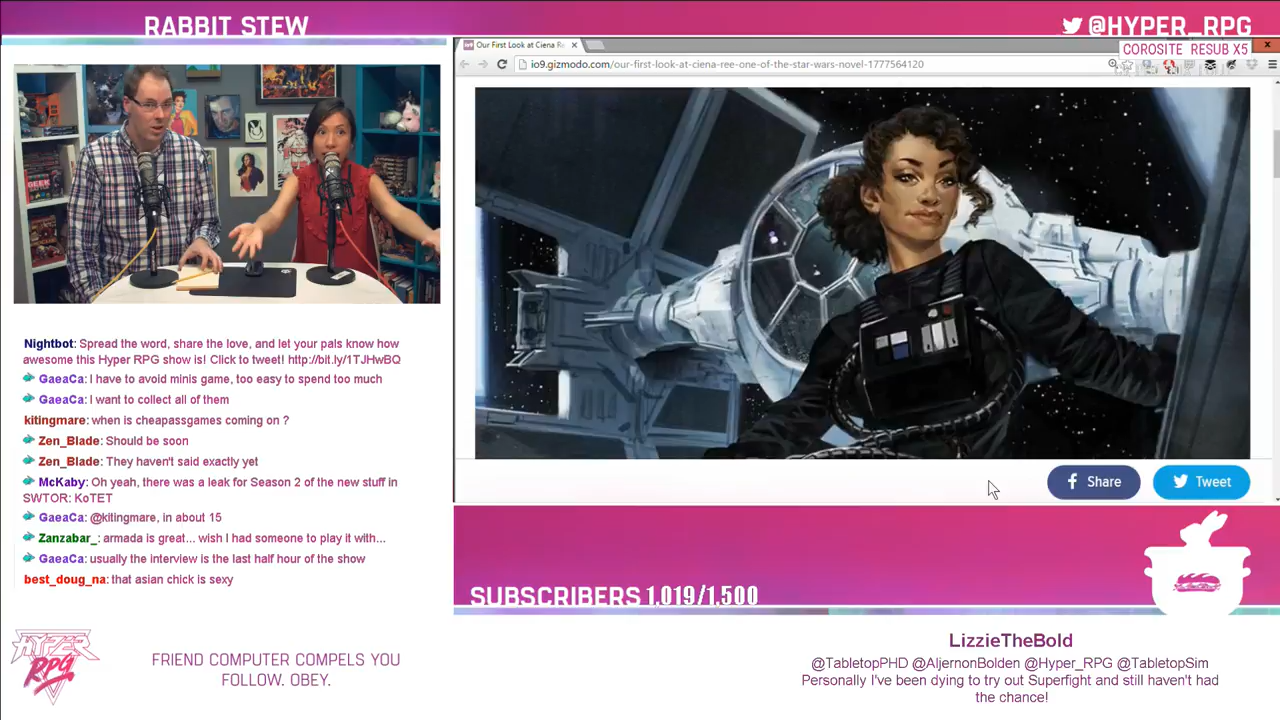 RABBIT STEW
@HYPER_RPG
COROSITE RESUB X5
Our First Look at Ciena Re
io9.gizmodo.com/our-first-look-at-ciena-ree-one-of-the-star-wars-novel-1777564120
GEEK
Nightbot: Spread the word, share the love, and let your pals know how
awesome this Hyper RPG show is! Click to tweet! http://bit.ly/1TJHwBQ
GaeaCa: I have to avoid minis game, too easy to spend too much
GaeaCa: I want to collect all of them
kitingmare: when is cheapassgames coming on ?
Zen_Blade: Should be soon
Zen_Blade: They haven't said exactly yet
McKaby: Oh yeah, there was a leak for Season 2 of the new stuff in
SWTOR: KoTET
GaeaCa: @kitingmare, in about 15
Zanzabar_: armada is great... wish I had someone to play it with...
GaeaCa: usually the interview is the last half hour of the show
best_doug_na: that asian chick is sexy
Share
Tweet
SUBSCRIBERS 1,019/1,500
HYPER
RPG
FRIEND COMPUTER COMPELS YOU
FOLLOW. OBEY.
LizzieTheBold
@TabletopPHD @AljernonBolden @Hyper_RPG @TabletopSim
Personally I've been dying to try out Superfight and still haven't had
the chance!